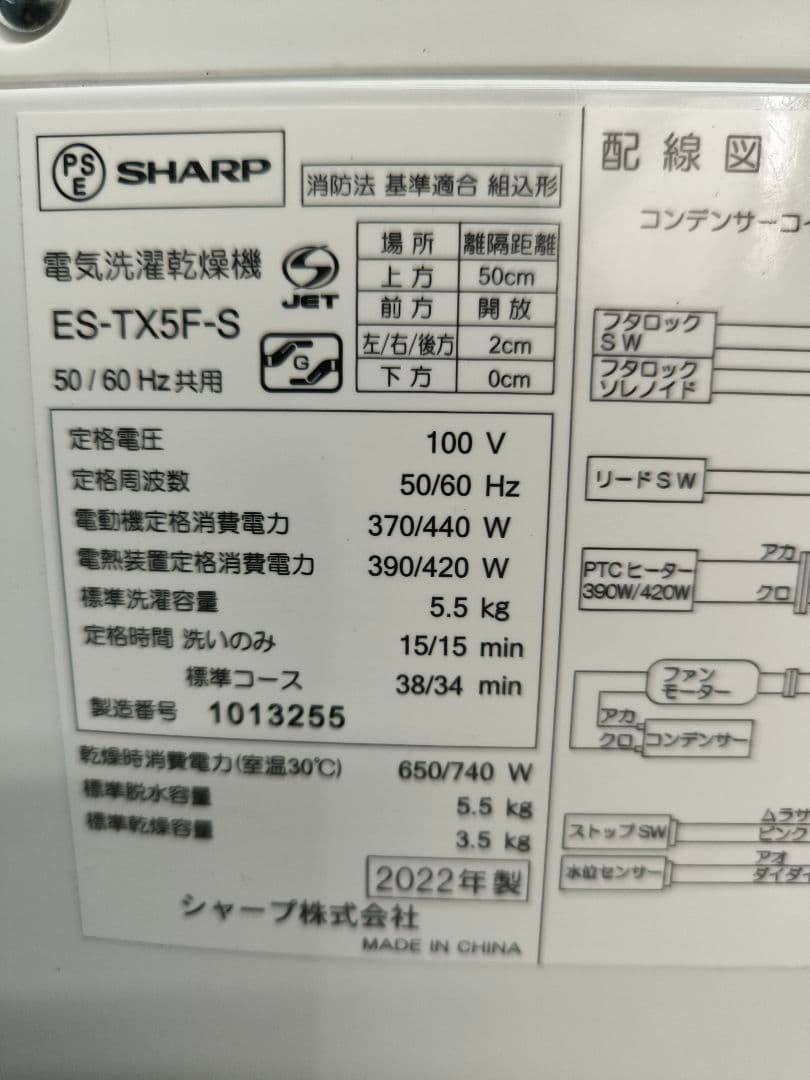 PSE SHARP
消防法 基準適合 組込形
電気洗濯乾燥機
JET
ES-TX5F-S
G
50 / 60 Hz 共用
場所 離隔距離
上方 50cm
前方 開放
左/右/後方 2cm
下方 0cm
定格電圧 100 V
定格周波数 50/60 Hz
電動機定格消費電力 370/440 W
電熱装置定格消費電力 390/420 W
標準洗濯容量 5.5 kg
定格時間 洗いのみ 15/15 min
標準コース 38/34 min
製造番号 1013255
乾燥時消費電力(室温30℃) 650/740 W
標準脱水容量 5.5 kg
標準乾燥容量 3.5 kg
2022年製
シャープ株式会社
MADE IN CHINA
配線図
コンデンサーコー
フタロック
SW
フタロック
ソレノイド
リードSW
PTCヒーター
390W/420W
アカ
クロ
ファン
モーター
アカ
クロ
コンデンサー
ストップSW
ムラサ
ピンク
水位センサー
アオ
ダイダイ